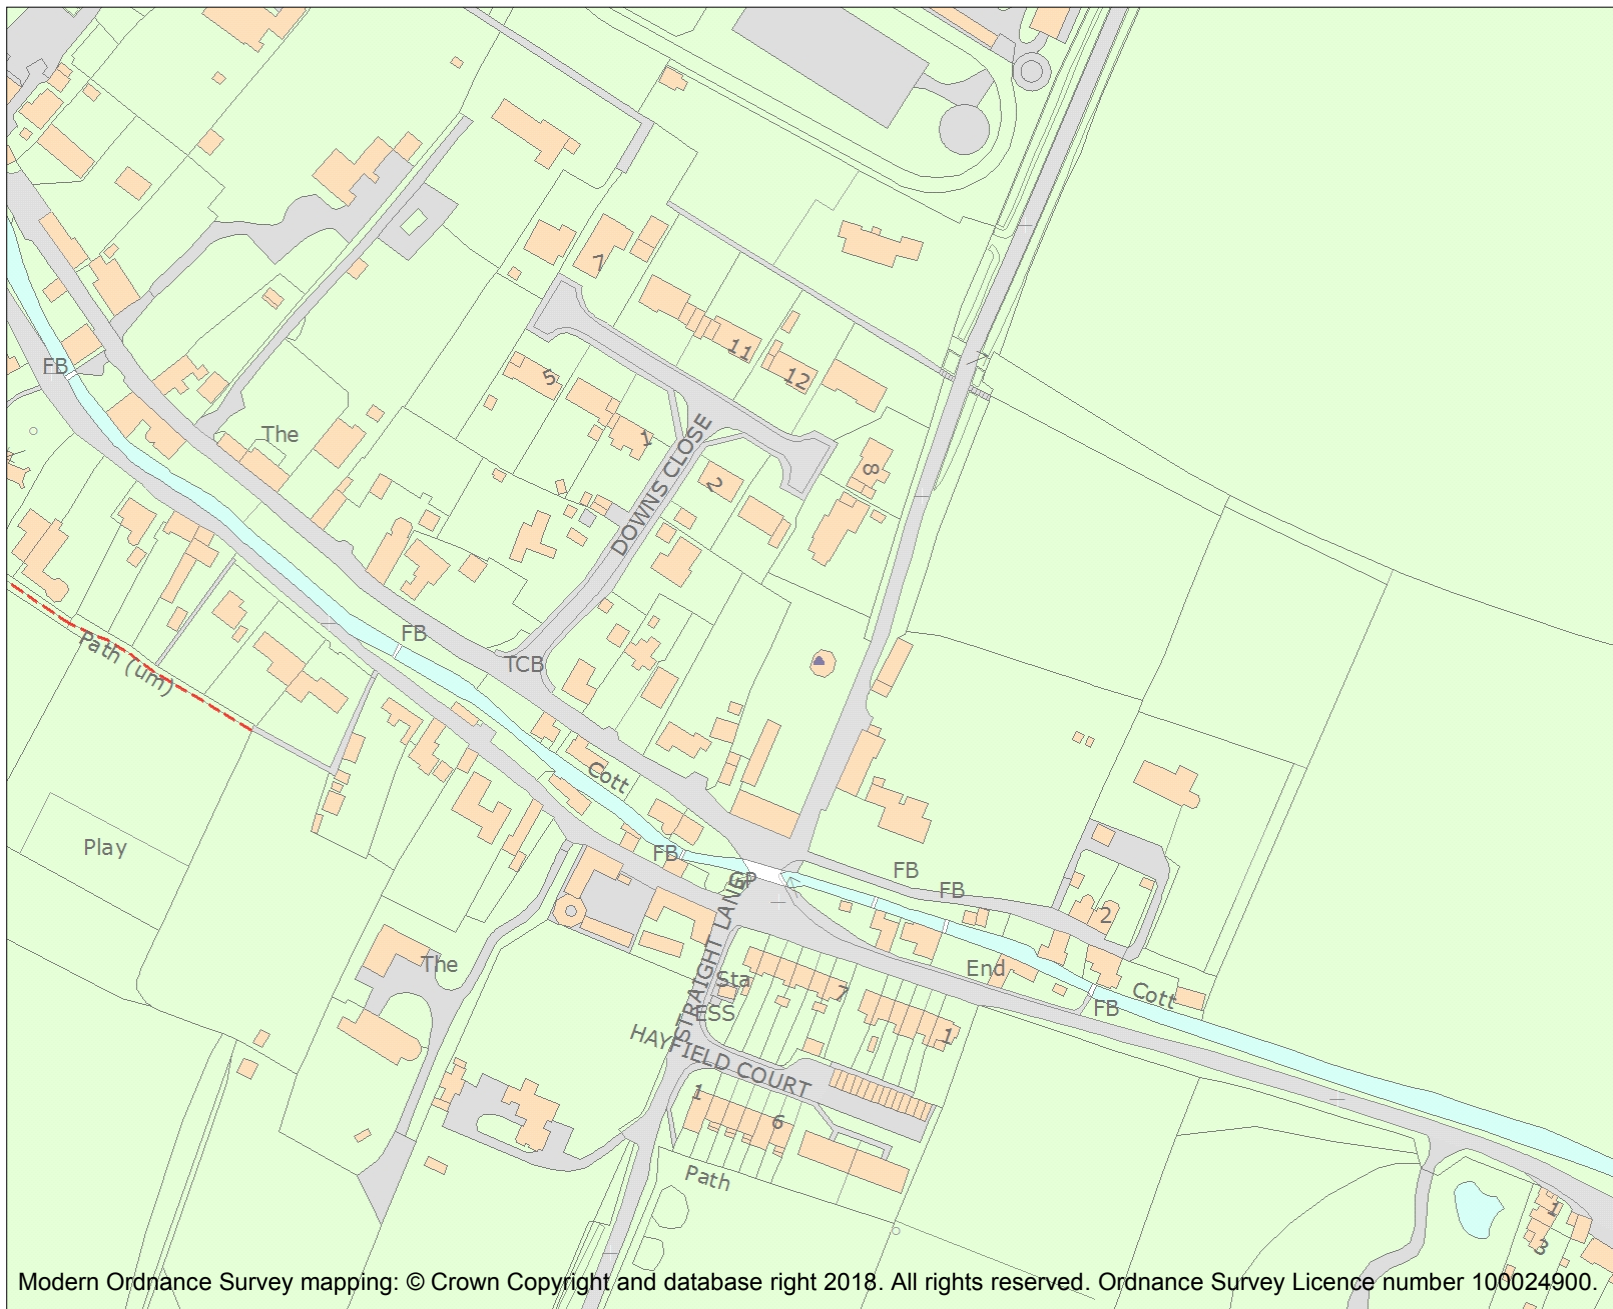 7
11
12
5
1
FB
The
DOWNS CLOSE
2
8
FB
TCB
Path (um)
Cott
Play
FB
GP
FB
FB
2
STRAIGHT LANE
The
Sta
ESS
7
End
Cott
FB
1
HAYFIELD COURT
1
6
Path
1
3
Modern Ordnance Survey mapping: © Crown Copyright and database right 2018. All rights reserved. Ordnance Survey Licence number 100024900.